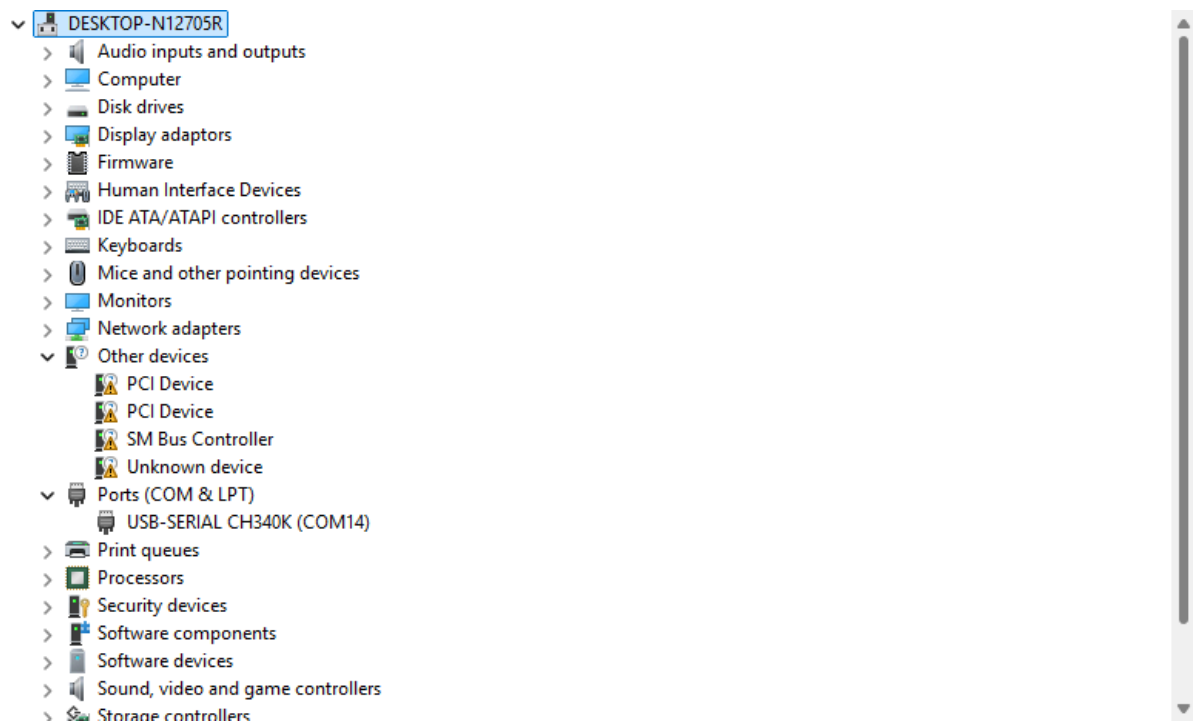 DESKTOP-N12705R
Audio inputs and outputs
Computer
Disk drives
Display adaptors
Firmware
Human Interface Devices
IDE ATA/ATAPI controllers
Keyboards
Mice and other pointing devices
Monitors
Network adapters
Other devices
PCI Device
PCI Device
SM Bus Controller
Unknown device
Ports (COM & LPT)
USB-SERIAL CH340K (COM14)
Print queues
Processors
Security devices
Software components
Software devices
Sound, video and game controllers
Storage controllers